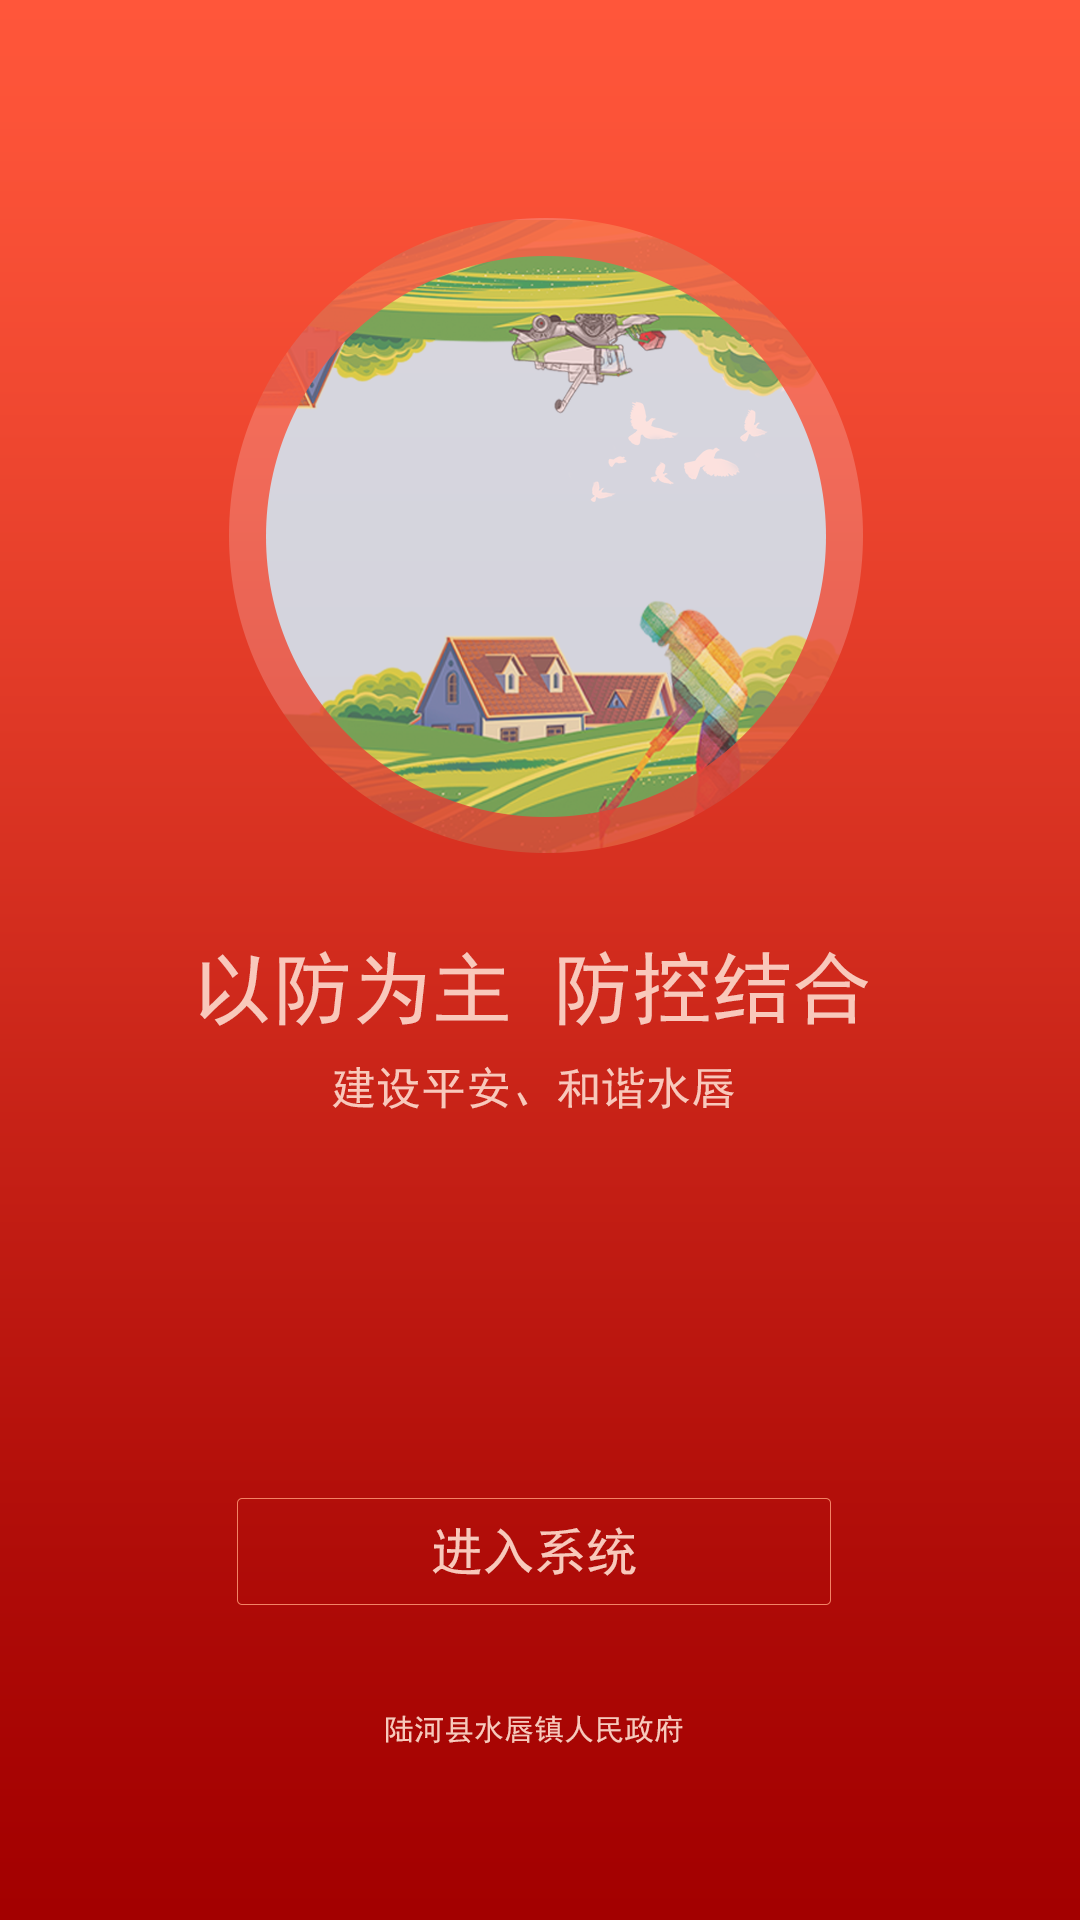 以防为主 防控结合
建设平安、和谐水唇
进入系统
陆河县水唇镇人民政府